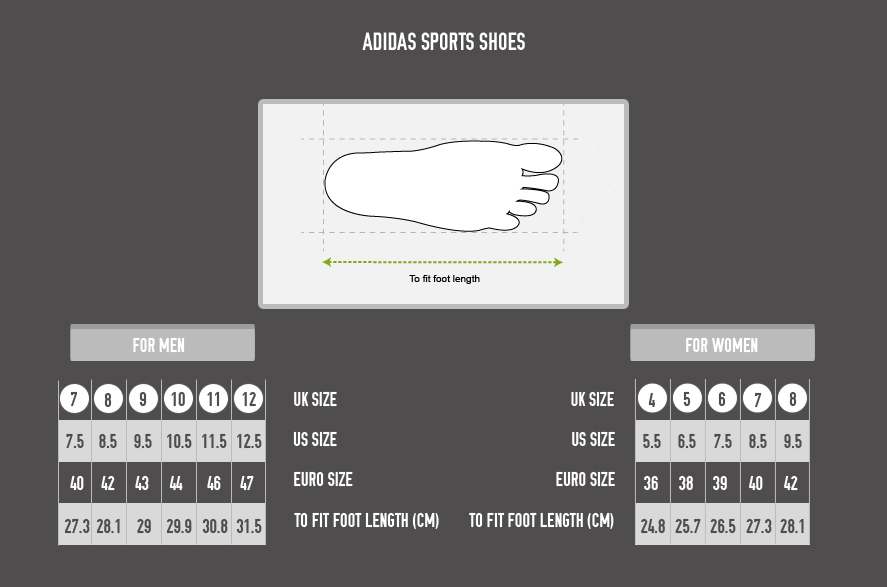 ADIDAS SPORTS SHOES
To fit foot length
FOR MEN
FOR WOMEN
7 8 9 10 11 12 UK SIZE UK SIZE 4 5 6 7 8
7.5 8.5 9.5 10.5 11.5 12.5 US SIZE US SIZE 5.5 6.5 7.5 8.5 9.5
40 42 43 44 46 47 EURO SIZE EURO SIZE 36 38 39 40 42
27.3 28.1 29 29.9 30.8 31.5 TO FIT FOOT LENGTH (CM) TO FIT FOOT LENGTH (CM) 24.8 25.7 26.5 27.3 28.1